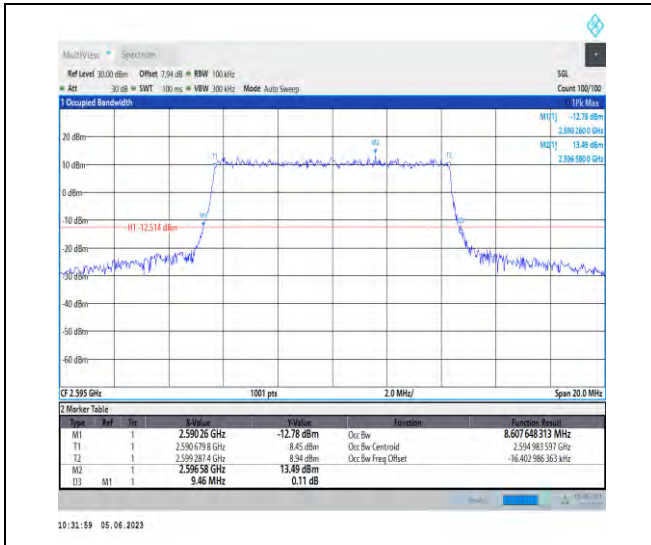 MultiView Spectrum
Ref Level 30.00 dBm Offset 7.94 dB RBW 100 kHz SGL
Att 30 dB SWT 100 ms VBW 300 kHz Mode Auto Sweep Count 100/100
1 Occupied Bandwidth 1Pk Max
M1[1] -12.78 dBm
2.590 260 0 GHz
20 dBm M2[1] 13.49 dBm
M2 2.596 580 0 GHz
T1 T2
10 dBm
0 dBm
-10 dBm M1 D3
H1 -12.514 dBm
-20 dBm
-30 dBm
-40 dBm
-50 dBm
-60 dBm
CF 2.595 GHz 1001 pts 2.0 MHz/ Span 20.0 MHz
2 Marker Table
Type Ref Trc X-Value Y-Value Function Function Result
M1 1 2.59026 GHz -12.78 dBm Occ Bw 8.607 648 313 MHz
T1 1 2.590 679 8 GHz 8.45 dBm Occ Bw Centroid 2.594 983 597 GHz
T2 1 2.599 287 4 GHz 8.94 dBm Occ Bw Freq Offset -16.402 986 363 kHz
M2 1 2.596 58 GHz 13.49 dBm
D3 M1 1 9.46 MHz 0.11 dB
10:31:59 05.06.2023